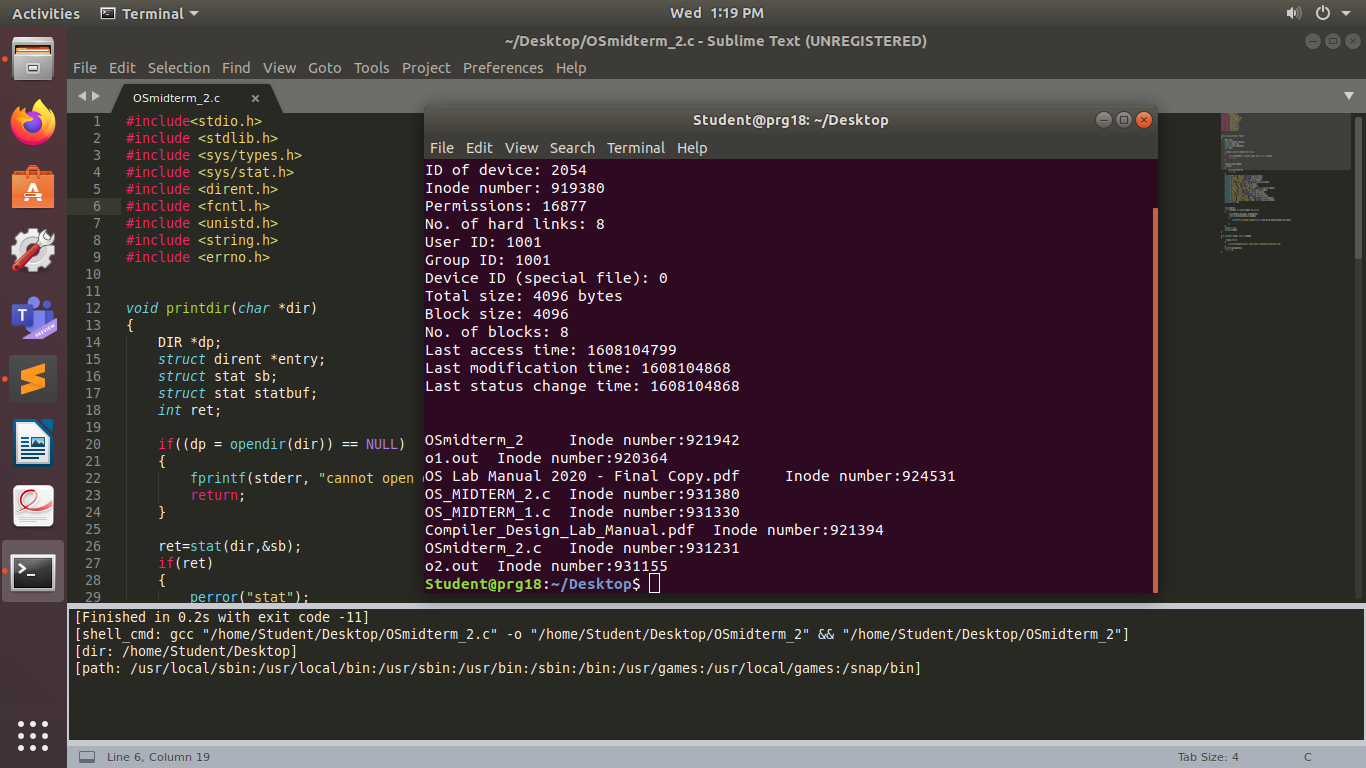 Activities Terminal Wed 1:19 PM
~/Desktop/OSmidterm_2.c - Sublime Text (UNREGISTERED)
File Edit Selection Find View Goto Tools Project Preferences Help
OSmidterm_2.c
1 #include<stdio.h>
2 #include <stdlib.h>
3 #include <sys/types.h>
4 #include <sys/stat.h>
5 #include <dirent.h>
6 #include <fcntl.h>
7 #include <unistd.h>
8 #include <string.h>
9 #include <errno.h>
10
11
12 void printdir(char *dir)
13 {
14 DIR *dp;
15 struct dirent *entry;
16 struct stat sb;
17 struct stat statbuf;
18 int ret;
19
20 if((dp = opendir(dir)) == NULL)
21 {
22 fprintf(stderr, "cannot open
23 return;
24 }
25
26 ret=stat(dir,&sb);
27 if(ret)
28 {
29 perror("stat");
Student@prg18: ~/Desktop
File Edit View Search Terminal Help
ID of device: 2054
Inode number: 919380
Permissions: 16877
No. of hard links: 8
User ID: 1001
Group ID: 1001
Device ID (special file): 0
Total size: 4096 bytes
Block size: 4096
No. of blocks: 8
Last access time: 1608104799
Last modification time: 1608104868
Last status change time: 1608104868
OSmidterm_2 Inode number:921942
o1.out Inode number:920364
OS Lab Manual 2020 - Final Copy.pdf Inode number:924531
OS_MIDTERM_2.c Inode number:931380
OS_MIDTERM_1.c Inode number:931330
Compiler_Design_Lab_Manual.pdf Inode number:921394
OSmidterm_2.c Inode number:931231
o2.out Inode number:931155
Student@prg18:~/Desktop$
[Finished in 0.2s with exit code -11]
[shell_cmd: gcc "/home/Student/Desktop/OSmidterm_2.c" -o "/home/Student/Desktop/OSmidterm_2" && "/home/Student/Desktop/OSmidterm_2"]
[dir: /home/Student/Desktop]
[path: /usr/local/sbin:/usr/local/bin:/usr/sbin:/usr/bin:/sbin:/bin:/usr/games:/usr/local/games:/snap/bin]
Line 6, Column 19 Tab Size: 4 C